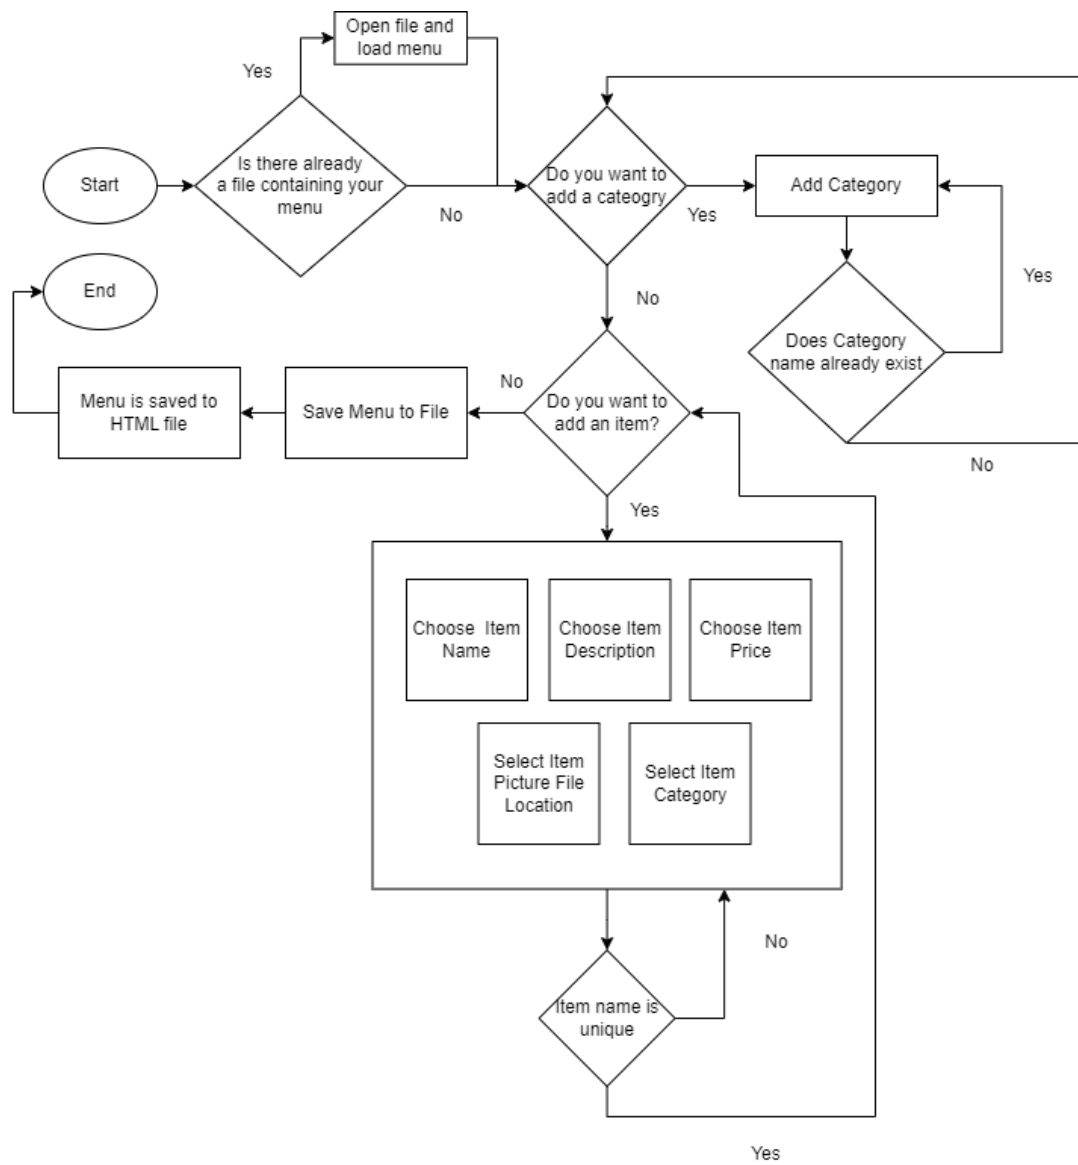 Open file and
load menu
Yes
Is there already
a file containing your
menu
Start
No
Do you want to
add a cateogry
Yes
Add Category
Yes
No
End
Does Category
name already exist
No
Menu is saved to
HTML file
Save Menu to File
No
Do you want to
add an item?
Yes
Choose Item
Name
Choose Item
Description
Choose Item
Price
Select Item
Picture File
Location
Select Item
Category
No
Item name is
unique
Yes